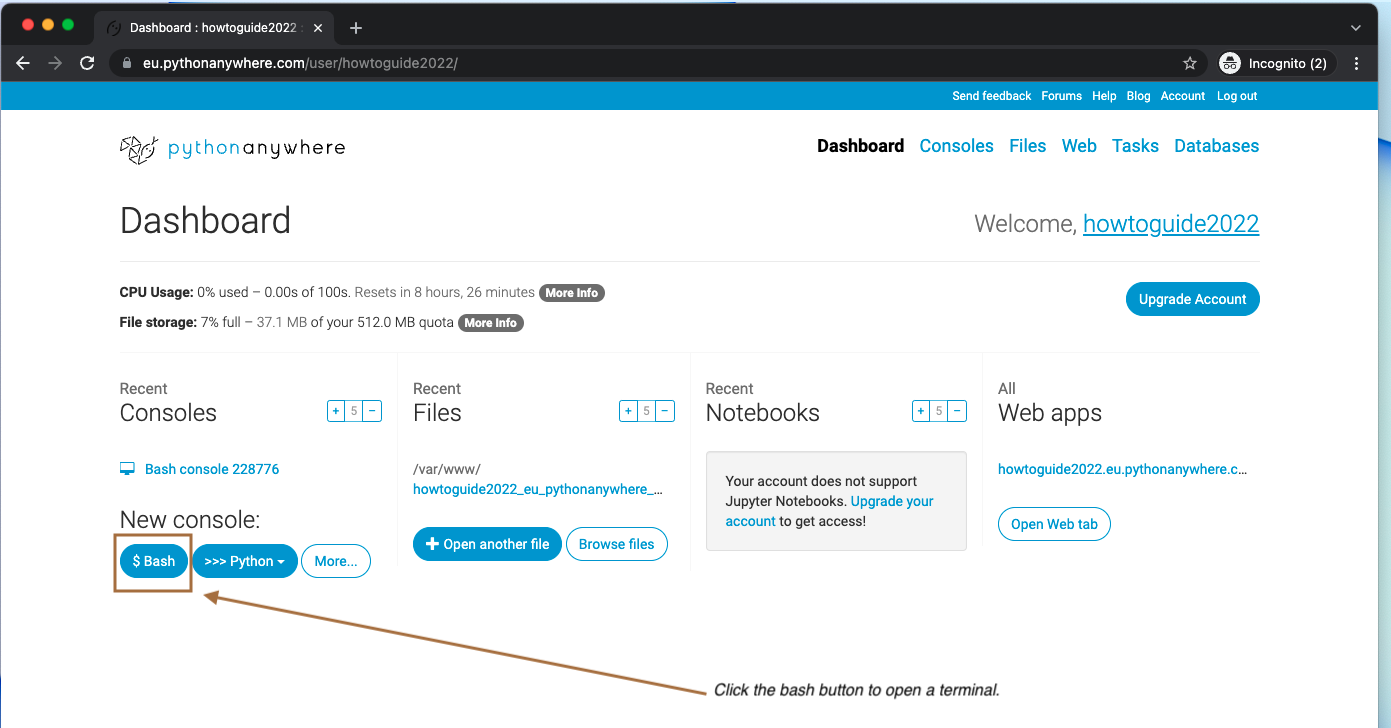 Dashboard : howtoguide2022 :
eu.pythonanywhere.com/user/howtoguide2022/
Incognito (2)
Send feedback Forums Help Blog Account Log out
pythonanywhere
Dashboard Consoles Files Web Tasks Databases
Dashboard
Welcome, howtoguide2022
CPU Usage: 0% used – 0.00s of 100s. Resets in 8 hours, 26 minutes More Info
Upgrade Account
File storage: 7% full – 37.1 MB of your 512.0 MB quota More Info
Recent
Consoles
+ 5 −
Bash console 228776
New console:
$ Bash
>>> Python
More...
Recent
Files
+ 5 −
/var/www/
howtoguide2022_eu_pythonanywhere_...
+ Open another file
Browse files
Recent
Notebooks
+ 5 −
Your account does not support
Jupyter Notebooks. Upgrade your
account to get access!
All
Web apps
howtoguide2022.eu.pythonanywhere.c...
Open Web tab
Click the bash button to open a terminal.